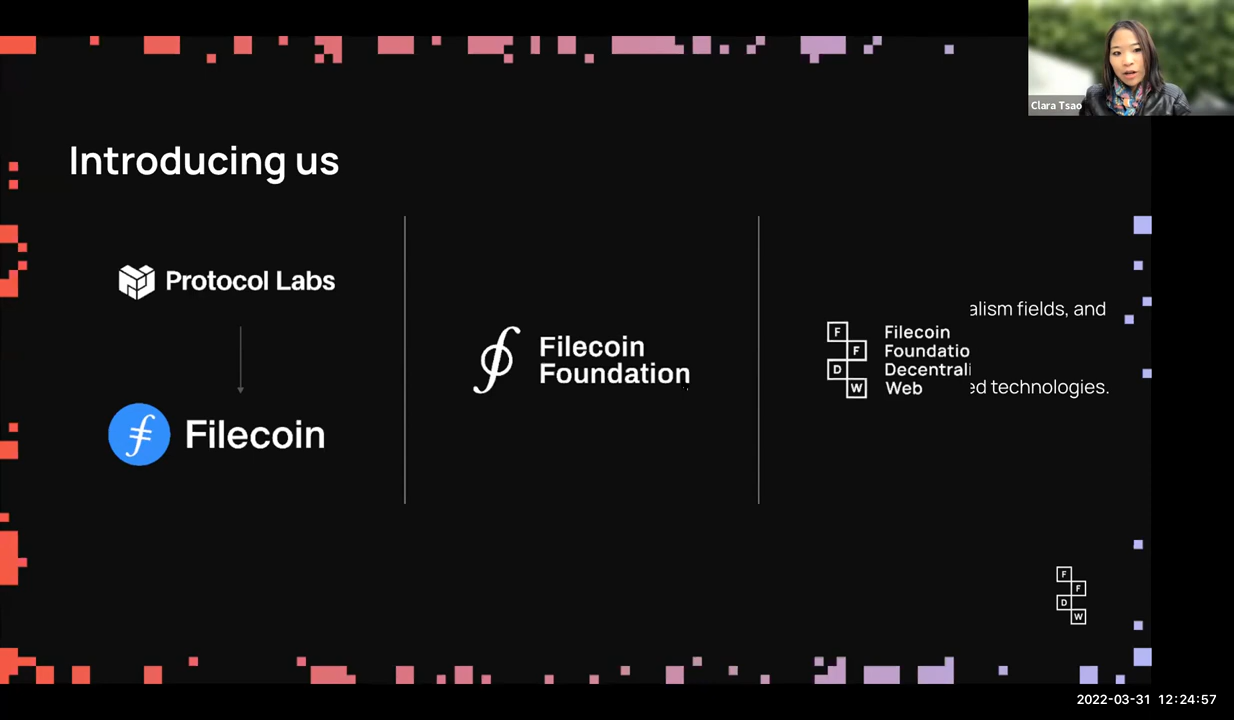 Clara Tsao
Introducing us
Protocol Labs
Filecoin
Filecoin
Foundation
F
F
D
W
Filecoin
Foundatio
Decentrali
Web
alism fields, and
ed technologies.
F
F
D
W
2022-03-31 12:24:57